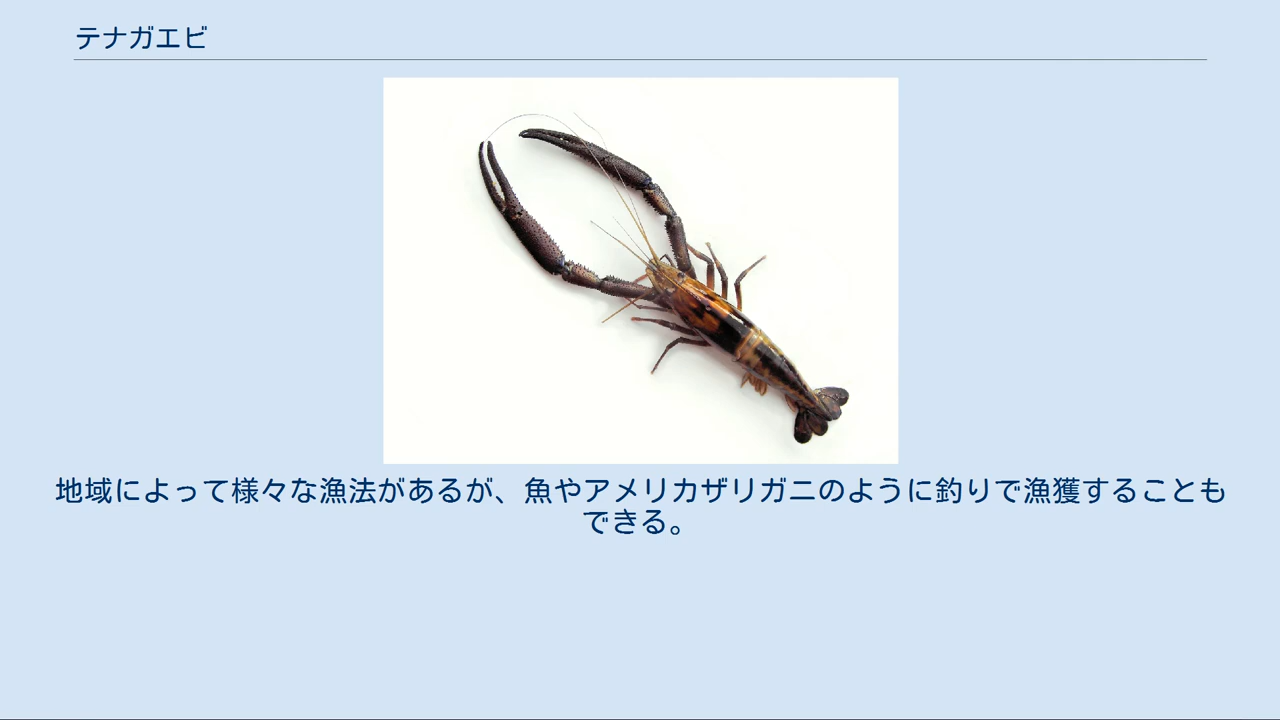 テナガエビ
地域によって様々な漁法があるが、魚やアメリカザリガニのように釣りで漁獲することも
できる。